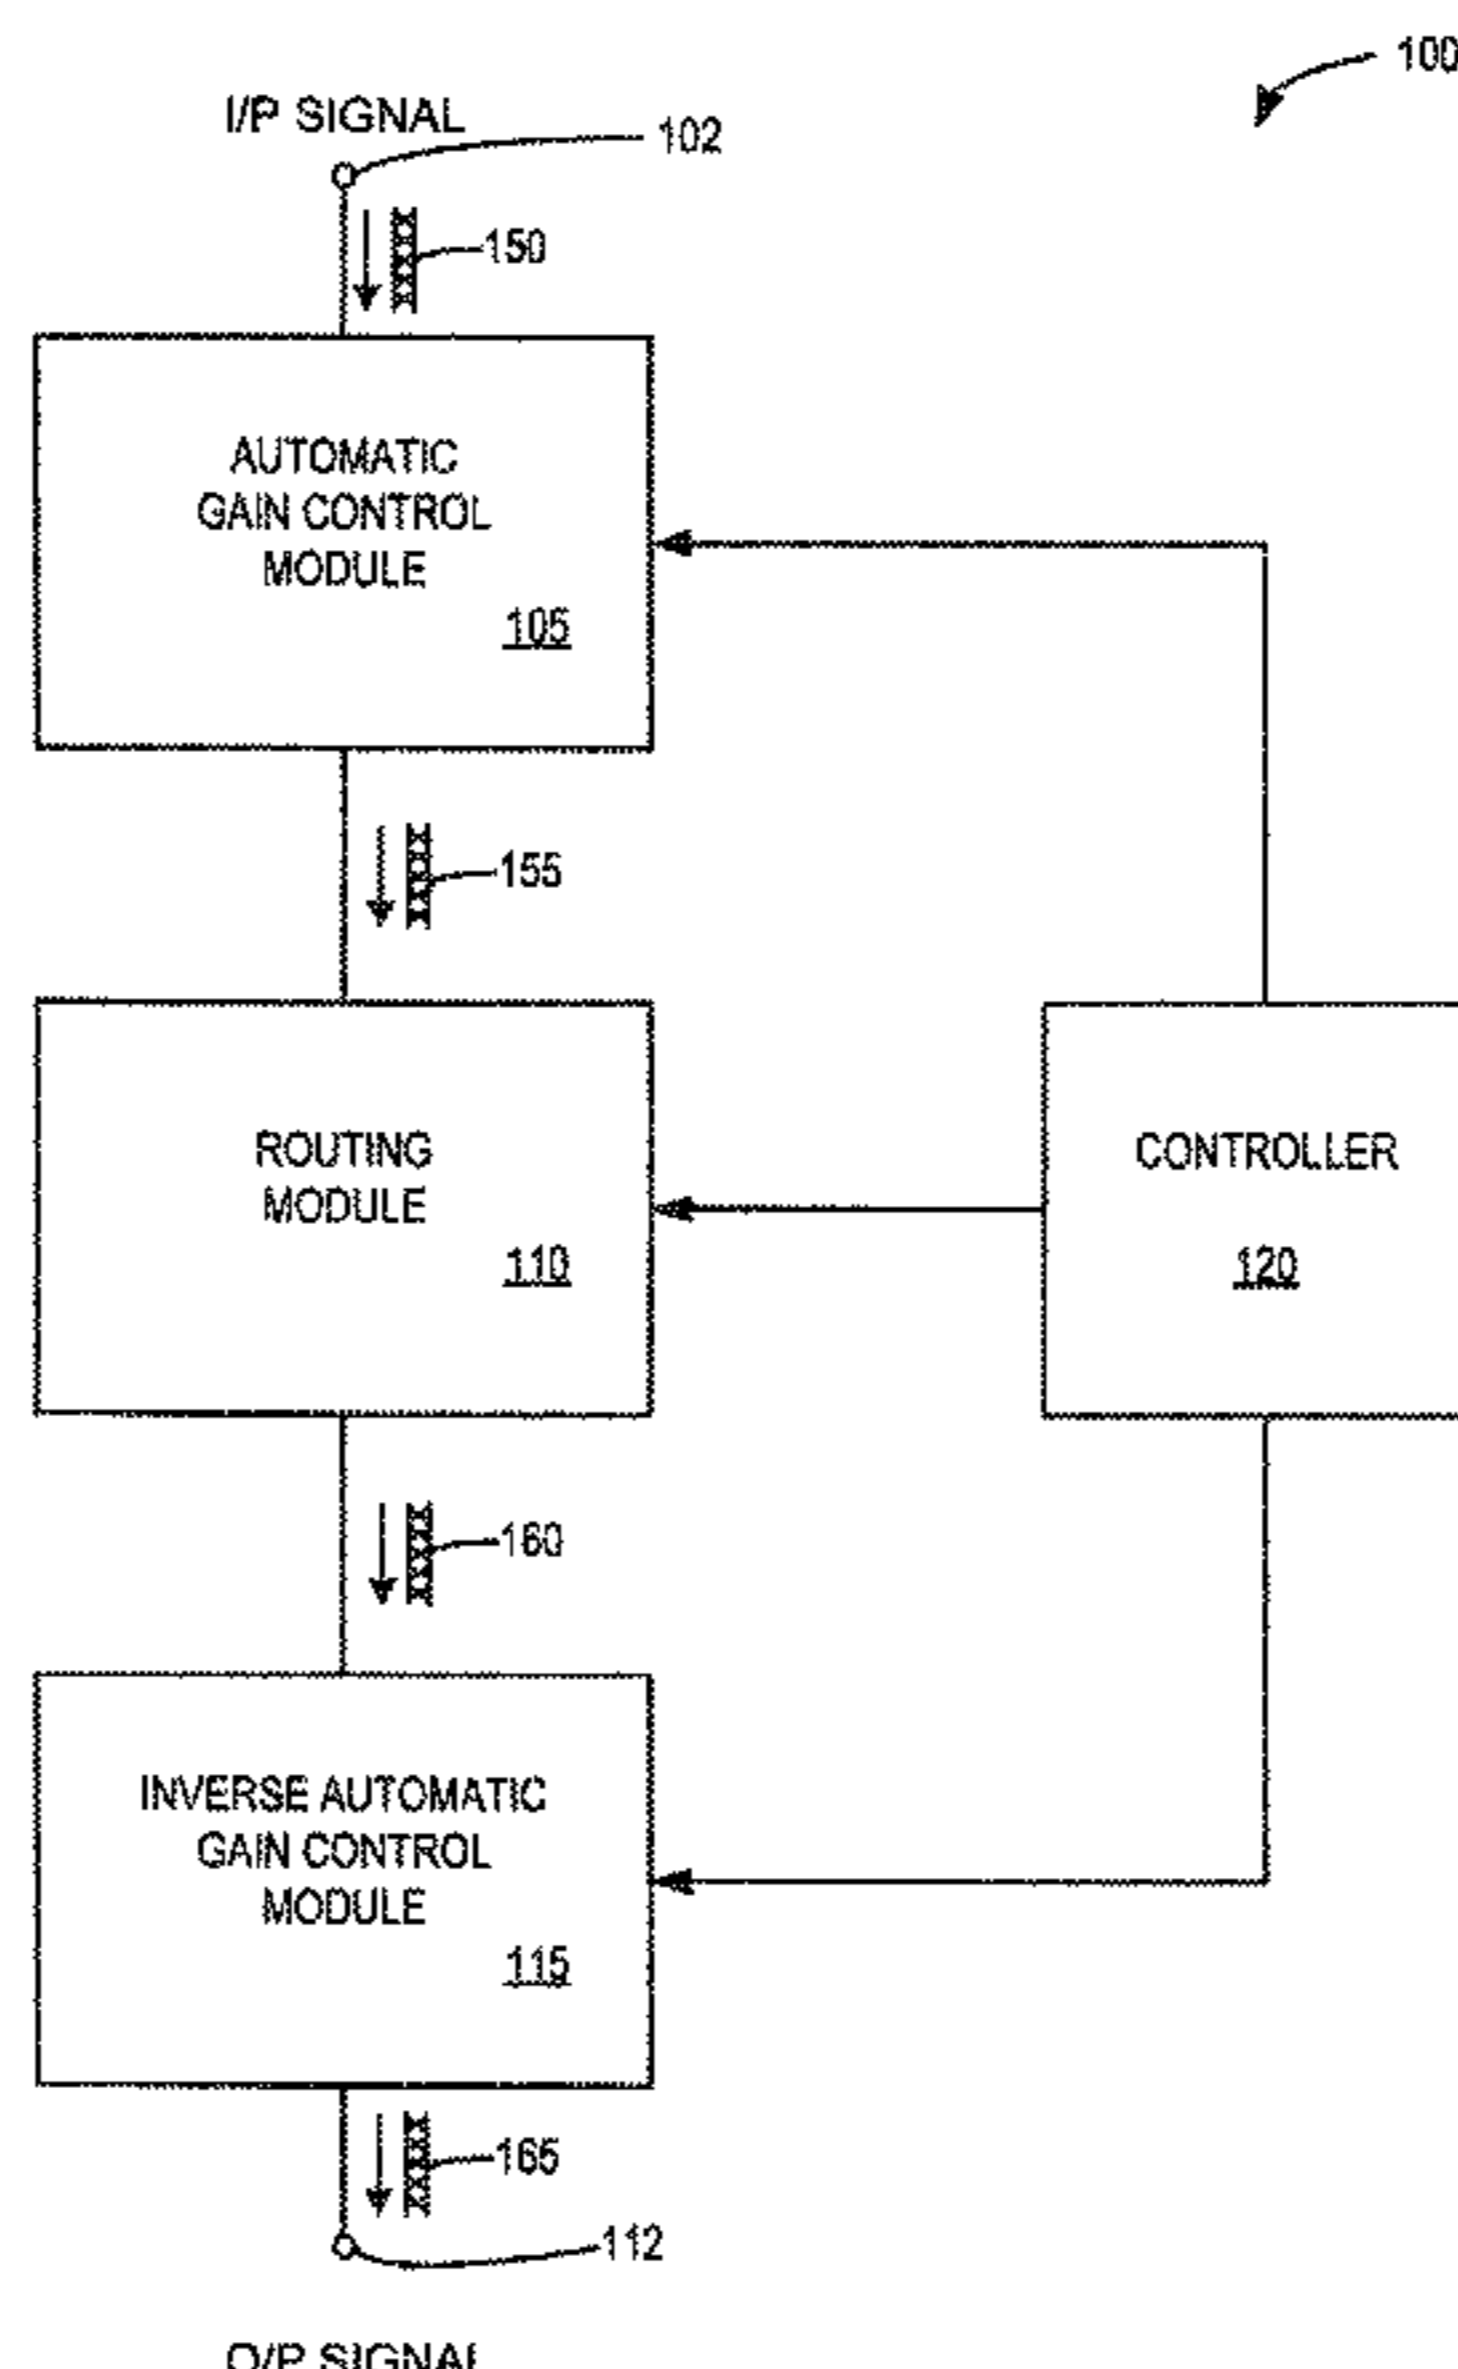 100
I/P SIGNAL
102
150
AUTOMATIC
GAIN CONTROL
MODULE
105
155
ROUTING
MODULE
110
CONTROLLER
120
160
INVERSE AUTOMATIC
GAIN CONTROL
MODULE
115
165
112
O/P SIGNAL